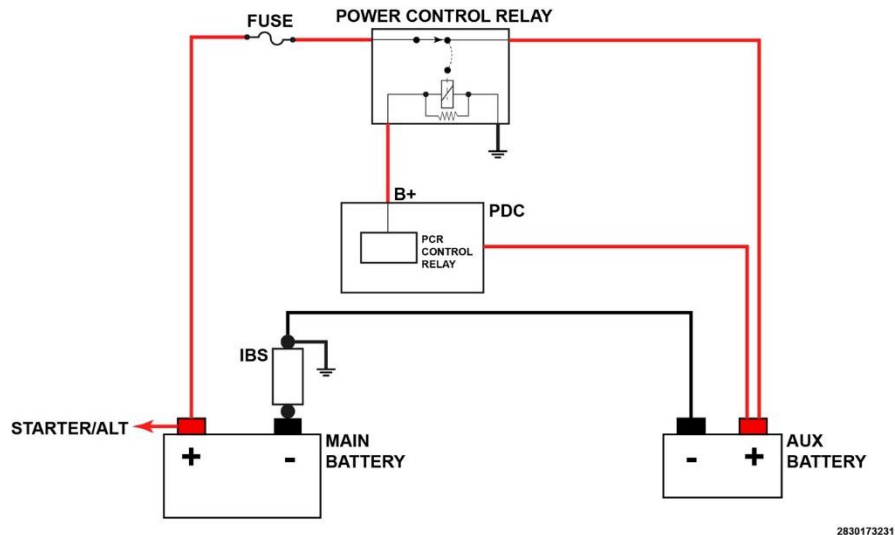 POWER CONTROL RELAY
FUSE
B+
PDC
PCR
CONTROL
RELAY
IBS
STARTER/ALT
+
-
MAIN
BATTERY
-
+
AUX
BATTERY
2830173231